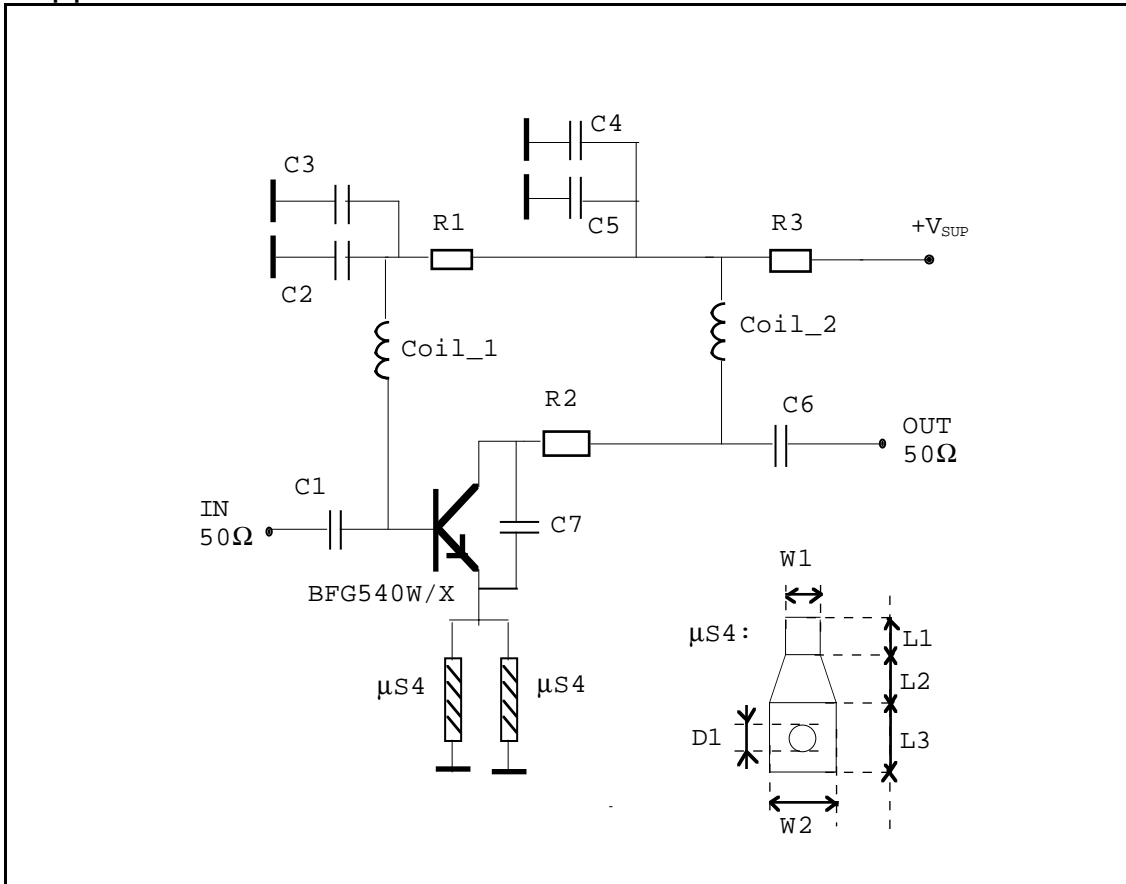 C4
C3
C5
R1
R3
+V_SUP
C2
Coil_1
Coil_2
R2
C6
OUT
50Ω
C1
IN
50Ω
C7
BFG540W/X
W1
µS4:
L1
µS4
µS4
L2
D1
L3
W2